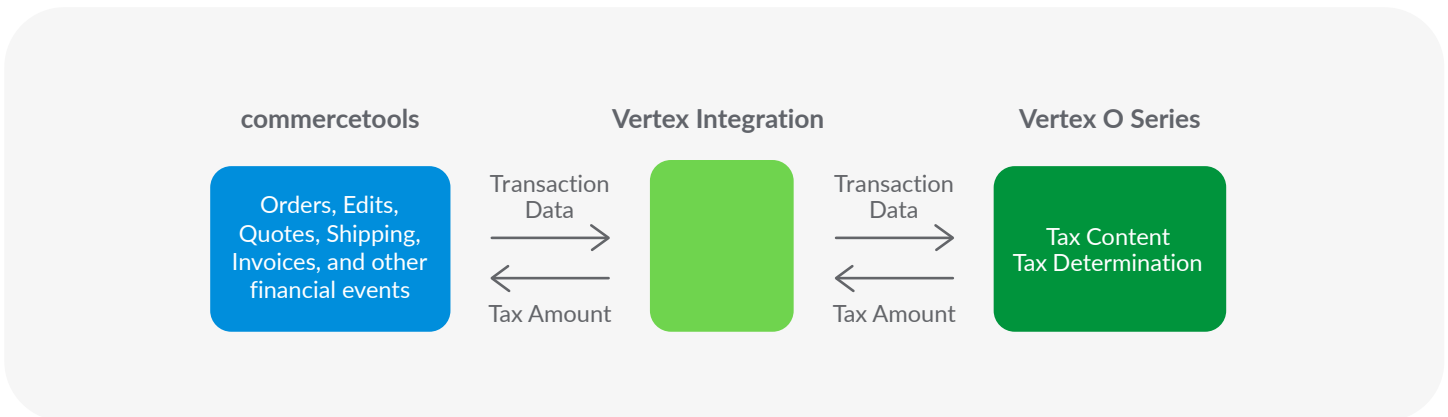 commercetools
Vertex Integration
Vertex O Series
Orders, Edits,
Quotes, Shipping,
Invoices, and other
financial events
Transaction
Data
Tax Amount
Transaction
Data
Tax Amount
Tax Content
Tax Determination